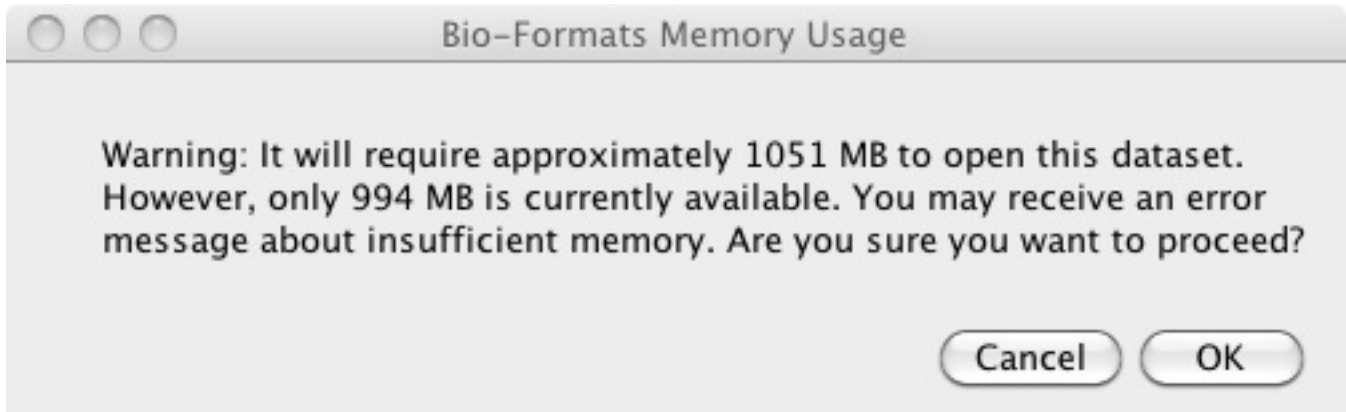 Bio-Formats Memory Usage
Warning: It will require approximately 1051 MB to open this dataset.
However, only 994 MB is currently available. You may receive an error
message about insufficient memory. Are you sure you want to proceed?
Cancel OK